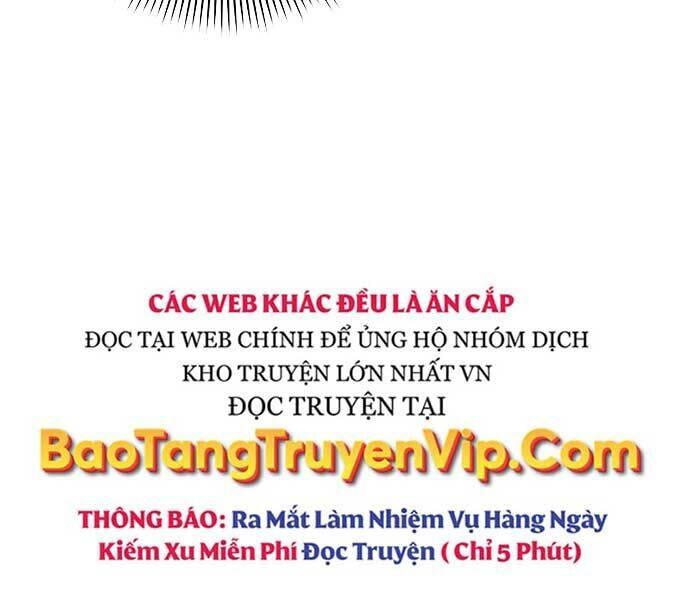 CÁC WEB KHÁC ĐỀU LÀ ĂN CẮP
ĐỌC TẠI WEB CHÍNH ĐỂ ỦNG HỘ NHÓM DỊCH
KHO TRUYỆN LỚN NHẤT VN
ĐỌC TRUYỆN TẠI
BaoTangTruyenVip.Com
THÔNG BÁO: Ra Mắt Làm Nhiệm Vụ Hàng Ngày
Kiếm Xu Miễn Phí Đọc Truyện ( Chỉ 5 Phút)